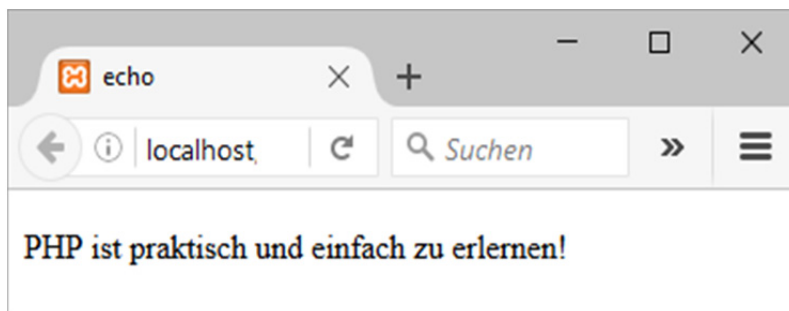 echo
localhost
Suchen
PHP ist praktisch und einfach zu erlernen!